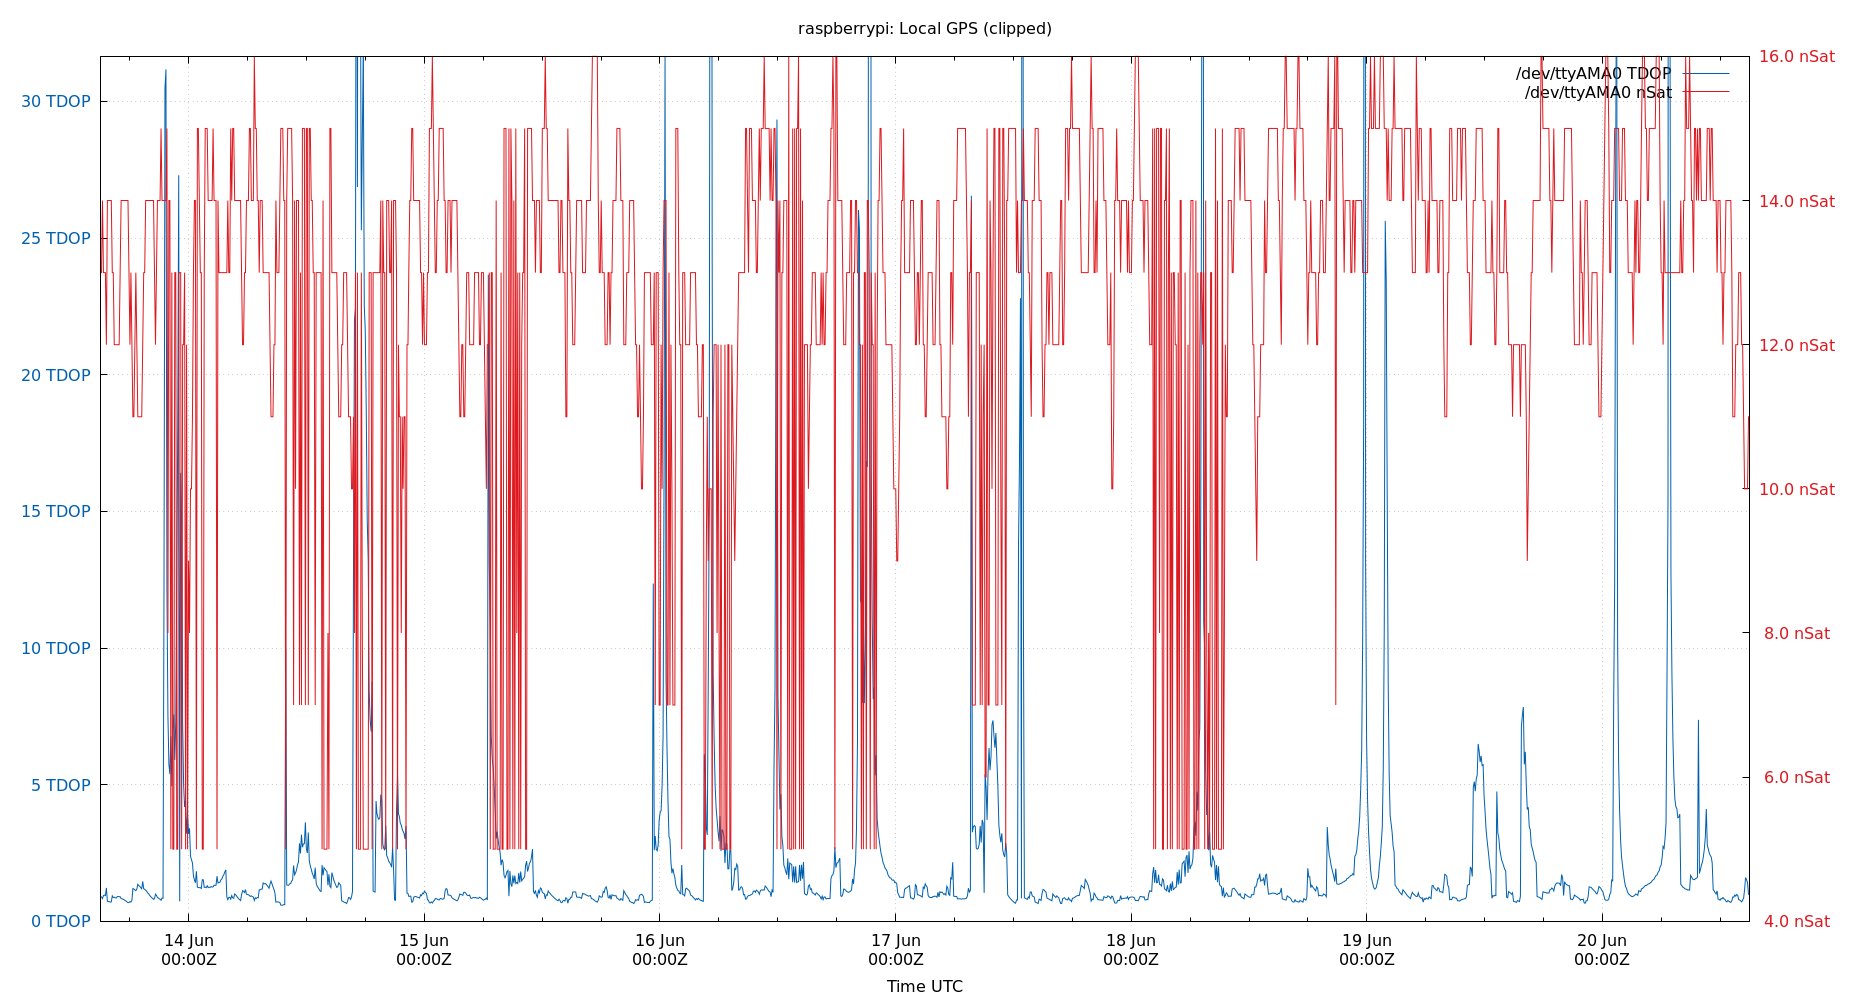 raspberrypi: Local GPS (clipped)
/dev/ttyAMA0 TDOP
/dev/ttyAMA0 nSat
30 TDOP
25 TDOP
20 TDOP
15 TDOP
10 TDOP
5 TDOP
0 TDOP
16.0 nSat
14.0 nSat
12.0 nSat
10.0 nSat
8.0 nSat
6.0 nSat
4.0 nSat
14 Jun
00:00Z
15 Jun
00:00Z
16 Jun
00:00Z
17 Jun
00:00Z
18 Jun
00:00Z
19 Jun
00:00Z
20 Jun
00:00Z
Time UTC